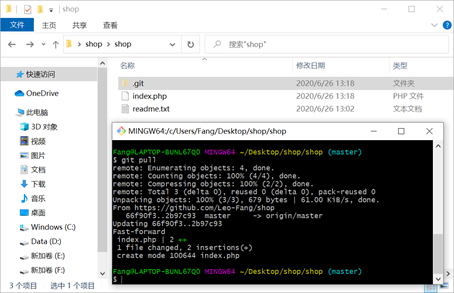 shop
文件
主页
共享
查看
shop
shop
搜索"shop"
名称
修改日期
类型
快速访问
OneDrive
此电脑
3D 对象
视频
图片
文档
下载
音乐
桌面
Windows (C:)
Data (D:)
新加卷 (E:)
新加卷 (F:)
.git
2020/6/26 13:18
文件夹
index.php
2020/6/26 13:18
PHP 文件
readme.txt
2020/6/26 13:02
文本文档
3 个项目
选中 1 个项目
MINGW64:/c/Users/Fang/Desktop/shop/shop
Fang@LAPTOP-BUNL67QO MINGW64 ~/Desktop/shop/shop (master)
$ git pull
remote: Enumerating objects: 4, done.
remote: Counting objects: 100% (4/4), done.
remote: Compressing objects: 100% (2/2), done.
remote: Total 3 (delta 0), reused 0 (delta 0), pack-reused 0
Unpacking objects: 100% (3/3), 679 bytes | 61.00 KiB/s, done.
From https://github.com/Leo-Fang/shop
66f90f3..2b97c93 master -> origin/master
Updating 66f90f3..2b97c93
Fast-forward
index.php | 2 ++
1 file changed, 2 insertions(+)
create mode 100644 index.php
Fang@LAPTOP-BUNL67QO MINGW64 ~/Desktop/shop/shop (master)
$